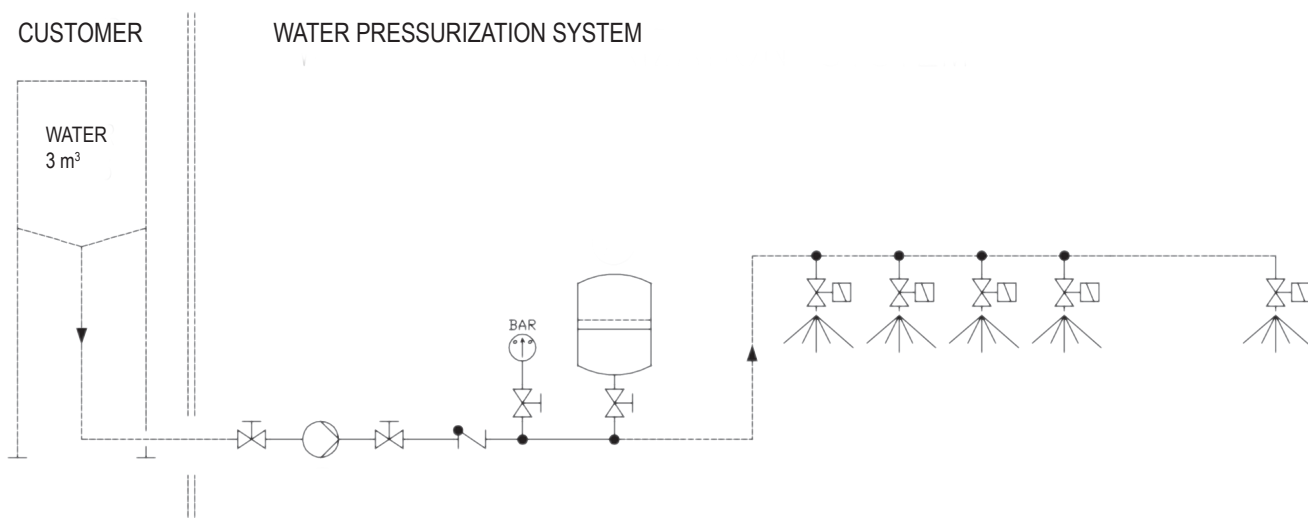 CUSTOMER
WATER PRESSURIZATION SYSTEM
WATER
3 m³
BAR